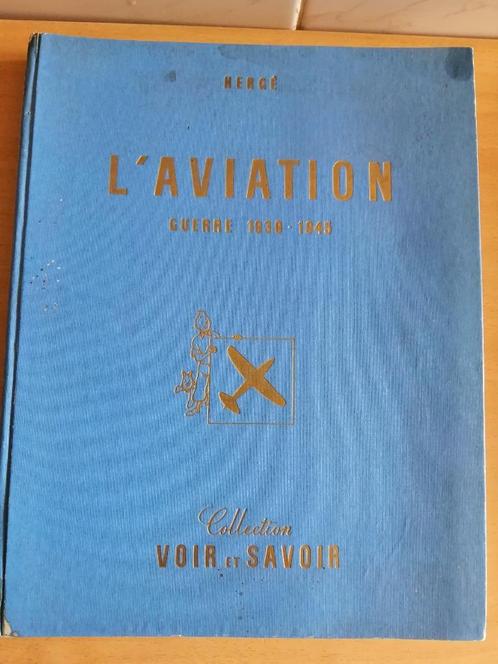 HERGÉ
L'AVIATION
GUERRE 1939-1945
Collection
VOIR ET SAVOIR